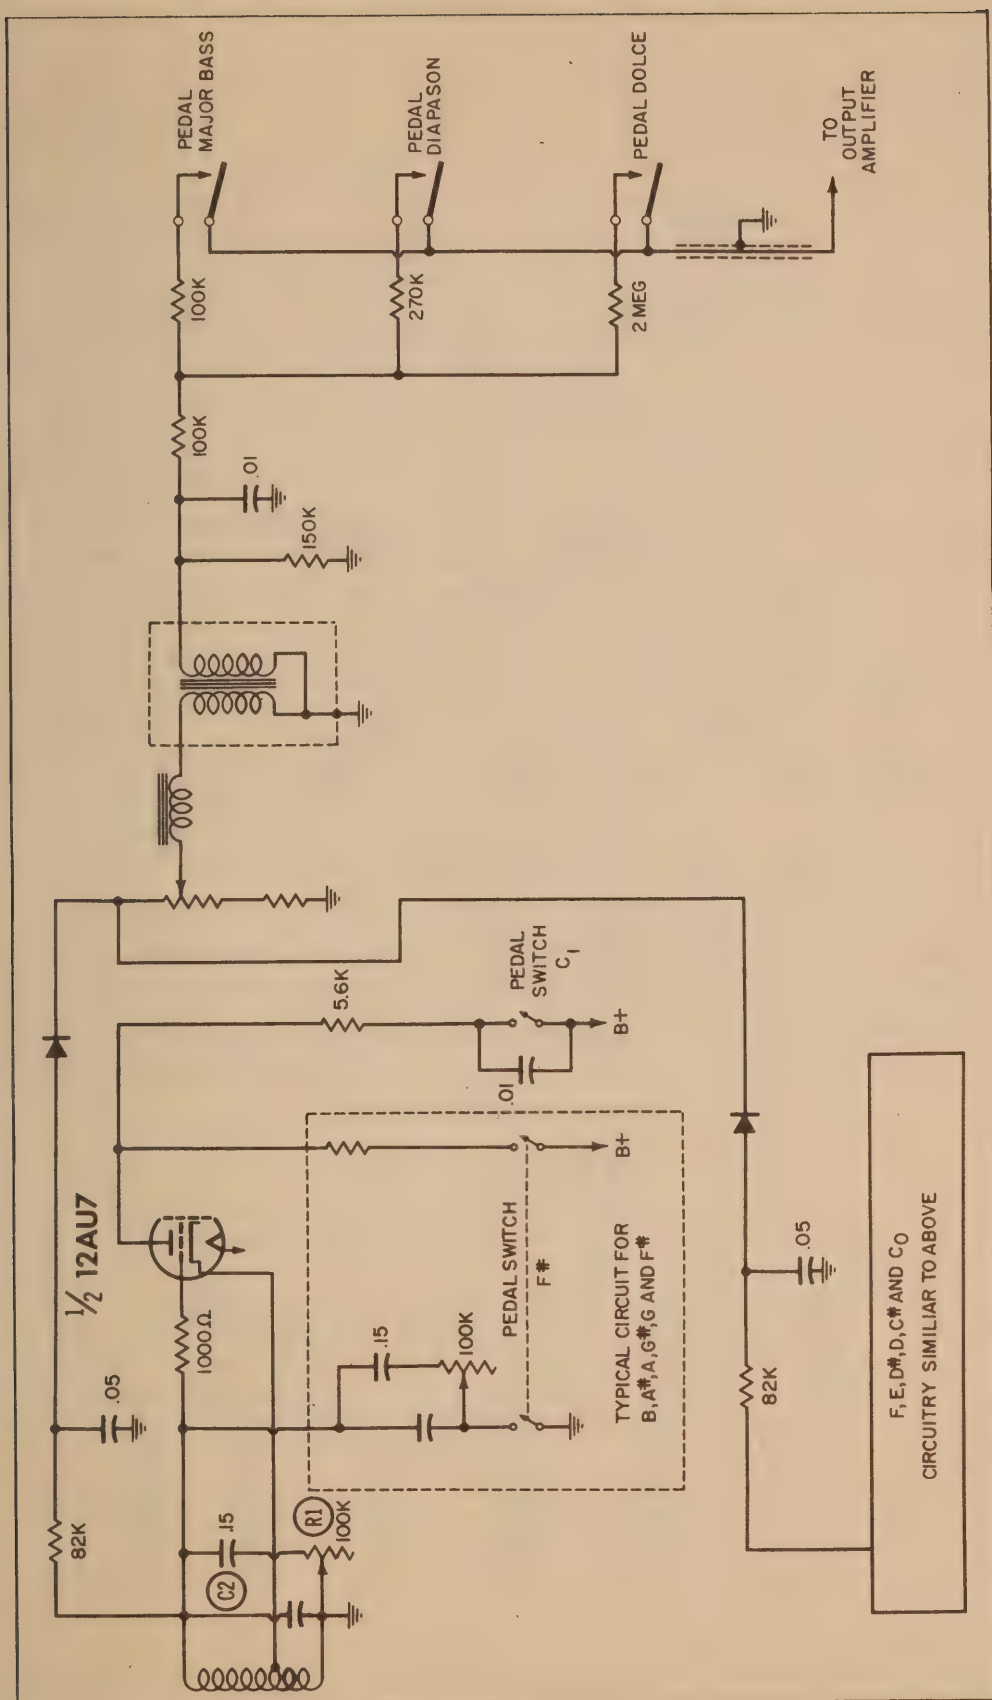 PEDAL
MAJOR BASS
100K
100K
PEDAL
DIAPASON
270K
PEDAL DOLCE
2 MEG
TO
OUTPUT
AMPLIFIER
.01
150K
5.6K
PEDAL
SWITCH
C1
.01
B+
½ 12AU7
1000Ω
.05
82K
.15
C2
R1
100K
.15
100K
PEDAL SWITCH
F#
B+
TYPICAL CIRCUIT FOR
B, A#, A, G#, G AND F#
.05
82K
F, E, D#, D, C# AND C0
CIRCUITRY SIMILIAR TO ABOVE